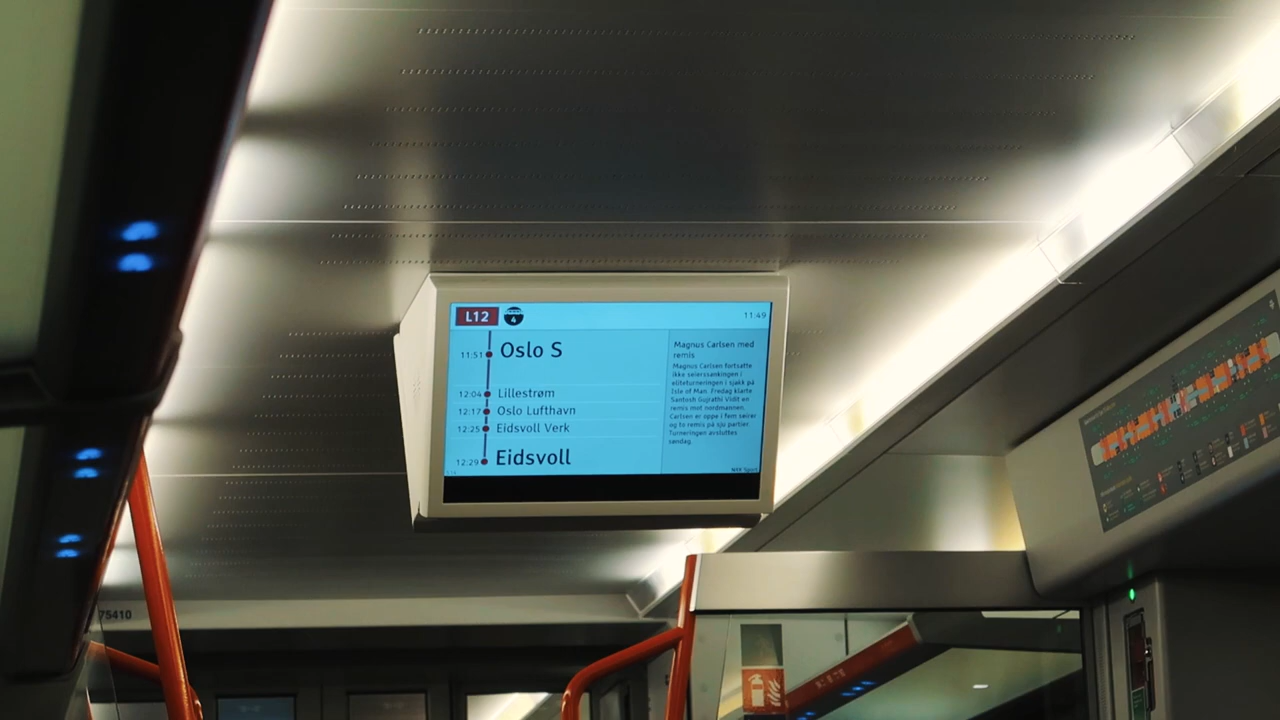 L12 4 11:49
11:51 Oslo S
12:04 Lillestrøm
12:17 Oslo Lufthavn
12:25 Eidsvoll Verk
12:29 Eidsvoll
Magnus Carlsen med
remis
Magnus Carlsen fortsatte
ikke seierssankingen i
eliteturneringen i sjakk på
Isle of Man. Fredag klarte
Santosh Gujrathi Vidit en
remis mot nordmannen.
Carlsen er oppe i fem seirer
og to remis på sju partier.
Turneringen avsluttes
søndag.
NRK Sport
75410